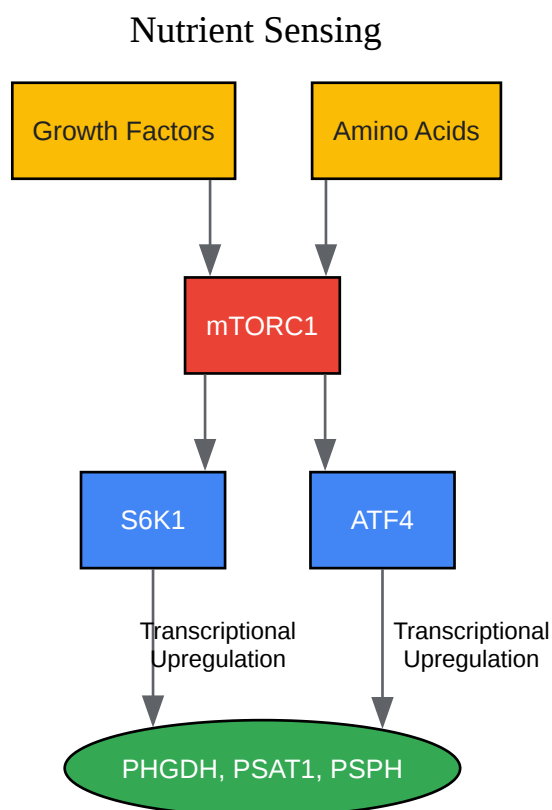 Nutrient Sensing
Growth Factors
Amino Acids
mTORC1
S6K1
ATF4
Transcriptional
Upregulation
Transcriptional
Upregulation
PHGDH, PSAT1, PSPH